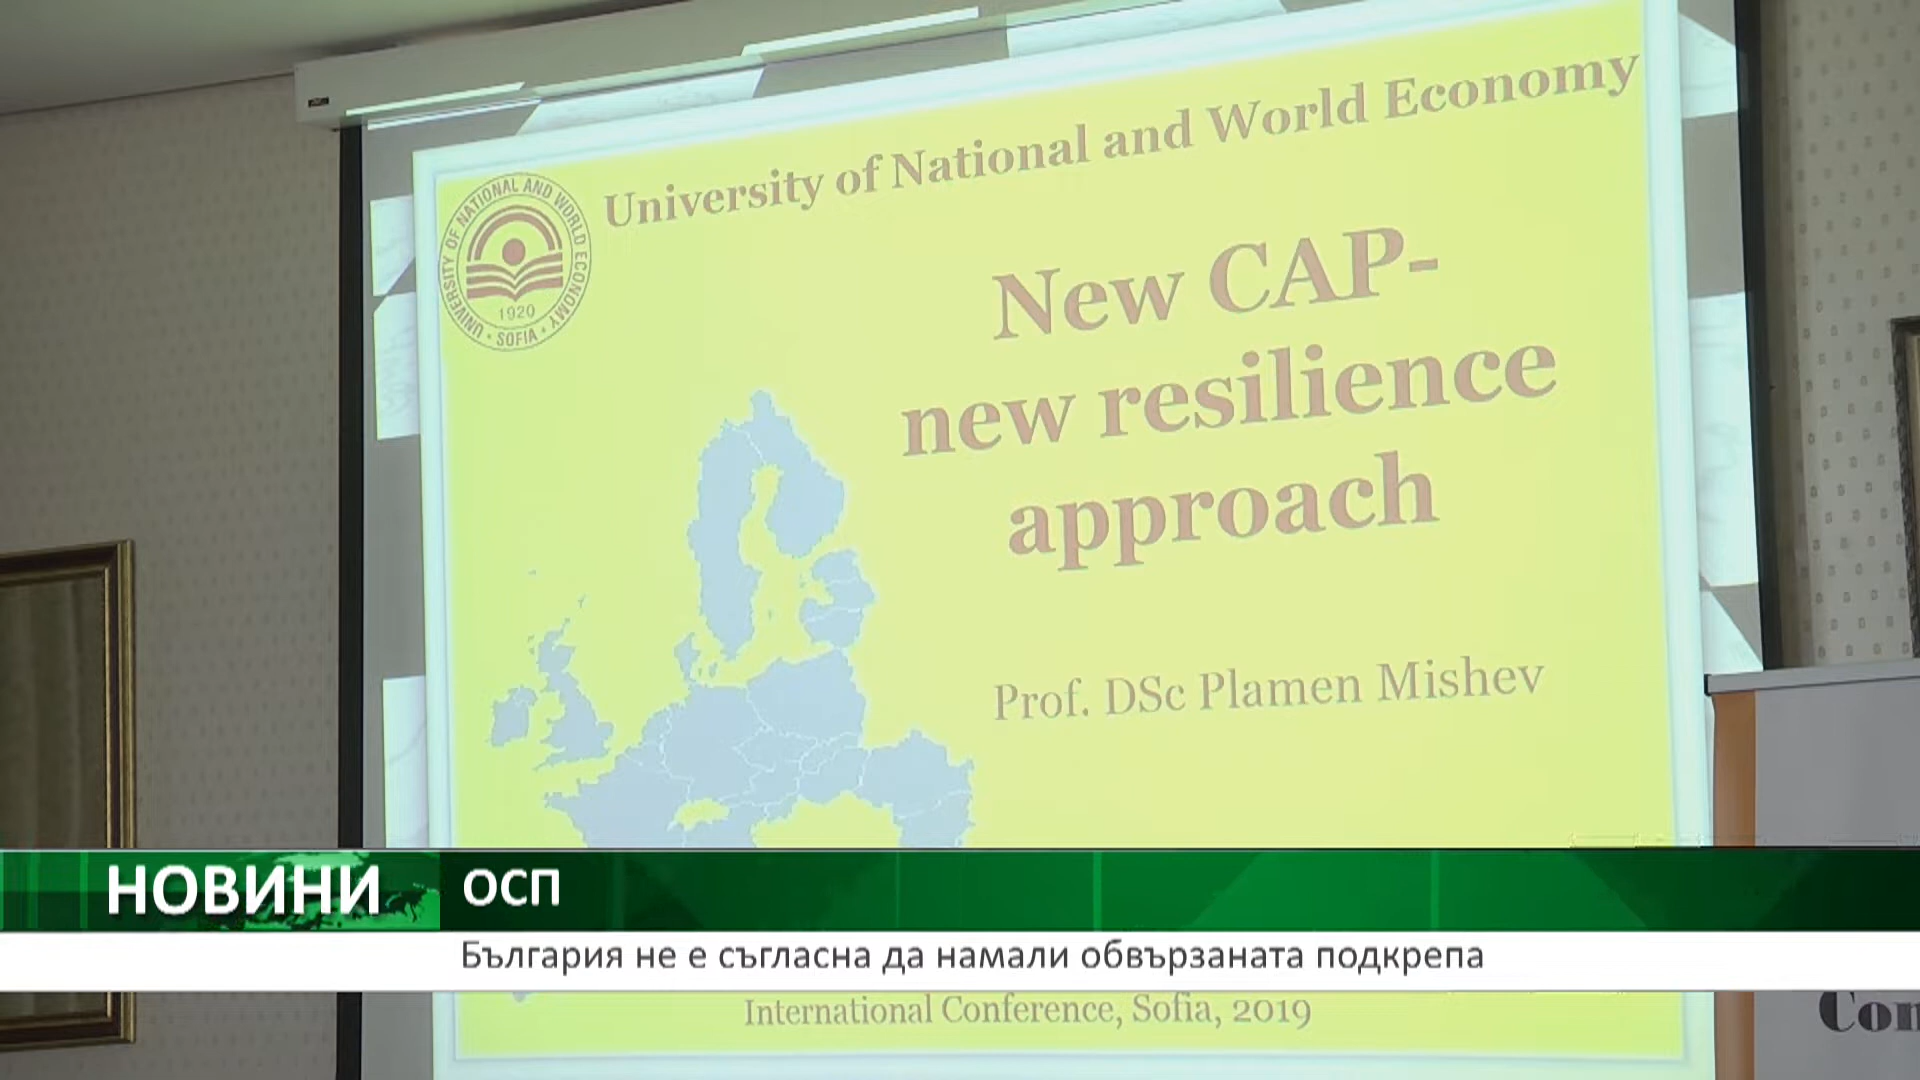 University of National and World Economy
UNIVERSITY OF NATIONAL AND WORLD ECONOMY
1920
· SOFIA ·
New CAP-
new resilience
approach
Prof. DSc Plamen Mishev
НОВИНИ
ОСП
България не е съгласна да намали обвързаната подкрепа
International Conference, Sofia, 2019